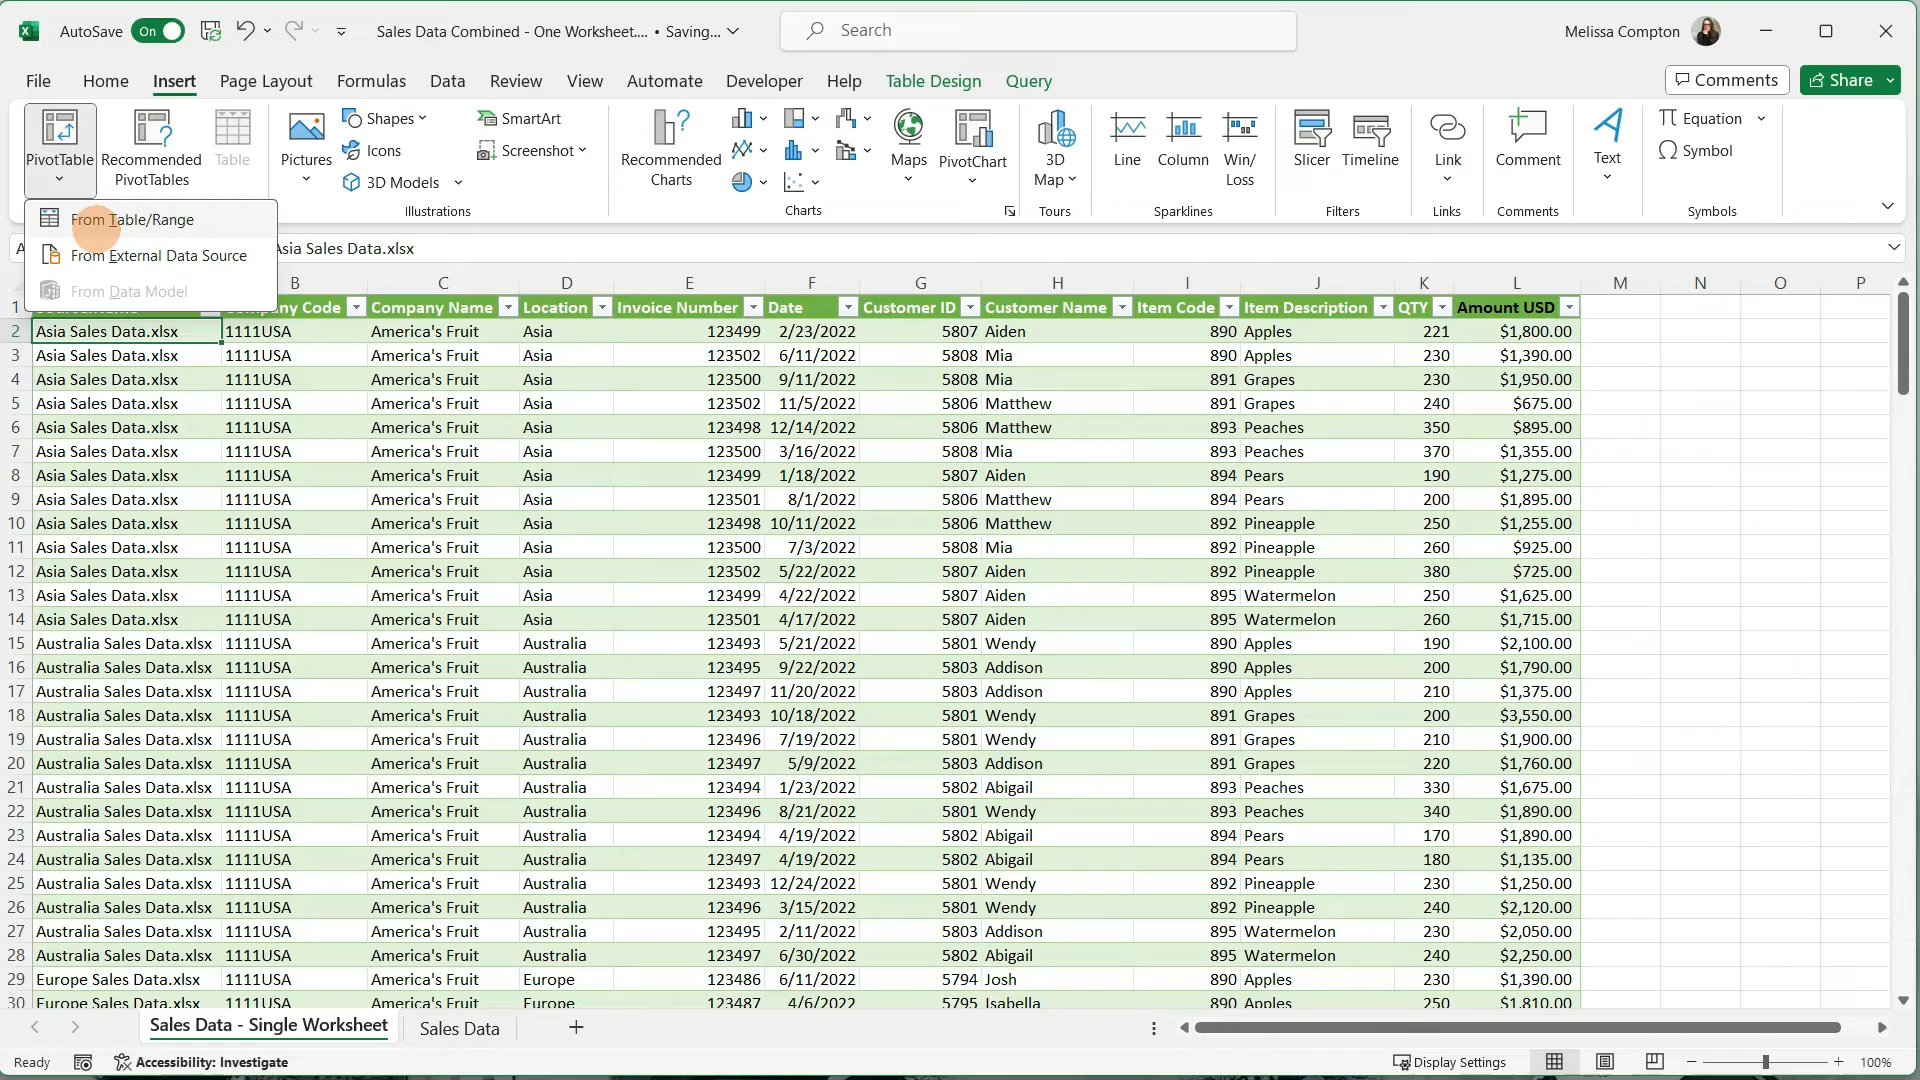 AutoSave On Sales Data Combined - One Worksheet.... • Saving... Search Melissa Compton
File Home Insert Page Layout Formulas Data Review View Automate Developer Help Table Design Query Comments Share
PivotTable
Recommended PivotTables
Table
Pictures
Shapes
Icons
3D Models
SmartArt
Screenshot
Illustrations
Recommended Charts
Maps
PivotChart
Charts
3D Map
Tours
Line
Column
Win/Loss
Sparklines
Slicer
Timeline
Filters
Link
Links
Comment
Comments
Text
Equation
Symbol
Symbols
From Table/Range
From External Data Source
From Data Model
Asia Sales Data.xlsx
B C D E F G H I J K L M N O P
1 Company Name Location Invoice Number Date Customer ID Customer Name Item Code Item Description QTY Amount USD
2 Asia Sales Data.xlsx 1111USA America's Fruit Asia 123499 2/23/2022 5807 Aiden 890 Apples 221 $1,800.00
3 Asia Sales Data.xlsx 1111USA America's Fruit Asia 123502 6/11/2022 5808 Mia 890 Apples 230 $1,390.00
4 Asia Sales Data.xlsx 1111USA America's Fruit Asia 123500 9/11/2022 5808 Mia 891 Grapes 230 $1,950.00
5 Asia Sales Data.xlsx 1111USA America's Fruit Asia 123502 11/5/2022 5806 Matthew 891 Grapes 240 $675.00
6 Asia Sales Data.xlsx 1111USA America's Fruit Asia 123498 12/14/2022 5806 Matthew 893 Peaches 350 $895.00
7 Asia Sales Data.xlsx 1111USA America's Fruit Asia 123500 3/16/2022 5808 Mia 893 Peaches 370 $1,355.00
8 Asia Sales Data.xlsx 1111USA America's Fruit Asia 123499 1/18/2022 5807 Aiden 894 Pears 190 $1,275.00
9 Asia Sales Data.xlsx 1111USA America's Fruit Asia 123501 8/1/2022 5806 Matthew 894 Pears 200 $1,895.00
10 Asia Sales Data.xlsx 1111USA America's Fruit Asia 123498 10/11/2022 5806 Matthew 892 Pineapple 250 $1,255.00
11 Asia Sales Data.xlsx 1111USA America's Fruit Asia 123500 7/3/2022 5808 Mia 892 Pineapple 260 $925.00
12 Asia Sales Data.xlsx 1111USA America's Fruit Asia 123502 5/22/2022 5807 Aiden 892 Pineapple 380 $725.00
13 Asia Sales Data.xlsx 1111USA America's Fruit Asia 123499 4/22/2022 5807 Aiden 895 Watermelon 250 $1,625.00
14 Asia Sales Data.xlsx 1111USA America's Fruit Asia 123501 4/17/2022 5807 Aiden 895 Watermelon 260 $1,715.00
15 Australia Sales Data.xlsx 1111USA America's Fruit Australia 123493 5/21/2022 5801 Wendy 890 Apples 190 $2,100.00
16 Australia Sales Data.xlsx 1111USA America's Fruit Australia 123495 9/22/2022 5803 Addison 890 Apples 200 $1,790.00
17 Australia Sales Data.xlsx 1111USA America's Fruit Australia 123497 11/20/2022 5803 Addison 890 Apples 210 $1,375.00
18 Australia Sales Data.xlsx 1111USA America's Fruit Australia 123493 10/18/2022 5801 Wendy 891 Grapes 200 $3,550.00
19 Australia Sales Data.xlsx 1111USA America's Fruit Australia 123496 7/19/2022 5801 Wendy 891 Grapes 210 $1,900.00
20 Australia Sales Data.xlsx 1111USA America's Fruit Australia 123497 5/9/2022 5803 Addison 891 Grapes 220 $1,760.00
21 Australia Sales Data.xlsx 1111USA America's Fruit Australia 123494 1/23/2022 5802 Abigail 893 Peaches 330 $1,675.00
22 Australia Sales Data.xlsx 1111USA America's Fruit Australia 123496 8/21/2022 5801 Wendy 893 Peaches 340 $1,890.00
23 Australia Sales Data.xlsx 1111USA America's Fruit Australia 123494 4/19/2022 5802 Abigail 894 Pears 170 $1,890.00
24 Australia Sales Data.xlsx 1111USA America's Fruit Australia 123497 4/19/2022 5802 Abigail 894 Pears 180 $1,135.00
25 Australia Sales Data.xlsx 1111USA America's Fruit Australia 123493 12/24/2022 5801 Wendy 892 Pineapple 230 $1,250.00
26 Australia Sales Data.xlsx 1111USA America's Fruit Australia 123496 3/15/2022 5801 Wendy 892 Pineapple 240 $2,120.00
27 Australia Sales Data.xlsx 1111USA America's Fruit Australia 123495 2/11/2022 5803 Addison 895 Watermelon 230 $2,050.00
28 Australia Sales Data.xlsx 1111USA America's Fruit Australia 123497 6/30/2022 5802 Abigail 895 Watermelon 240 $2,250.00
29 Europe Sales Data.xlsx 1111USA America's Fruit Europe 123486 6/11/2022 5794 Josh 890 Apples 230 $1,390.00
30 Europe Sales Data.xlsx 1111USA America's Fruit Europe 123487 4/6/2022 5795 Isabella 890 Apples 250 $1,810.00
Sales Data - Single Worksheet Sales Data
Ready Accessibility: Investigate Display Settings 100%